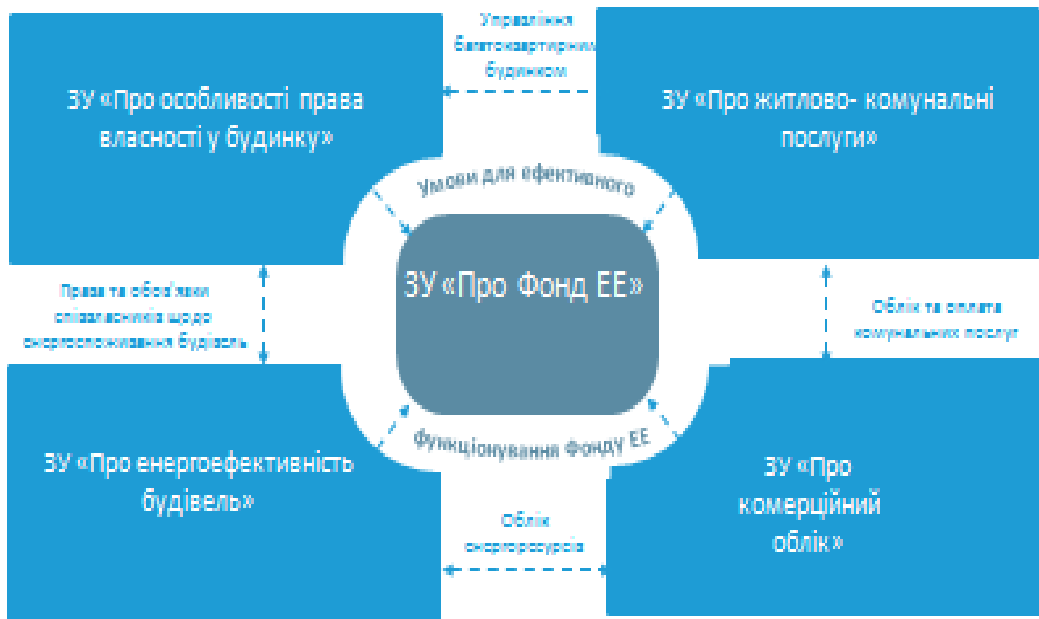 Управління
багатоквартирним
будинком
ЗУ «Про особливості права
власності у будинку»
ЗУ «Про житлово- комунальні
послуги»
Умови для ефективного
ЗУ «Про Фонд ЕЕ»
Права та обов'язки
співвласників щодо
енергоспоживання будівель
Облік та оплата
комунальних послуг
функціонування Фонду ЕЕ
ЗУ «Про енергоефективність
будівель»
ЗУ «Про
комерційний
облік»
Облік
енергоресурсів